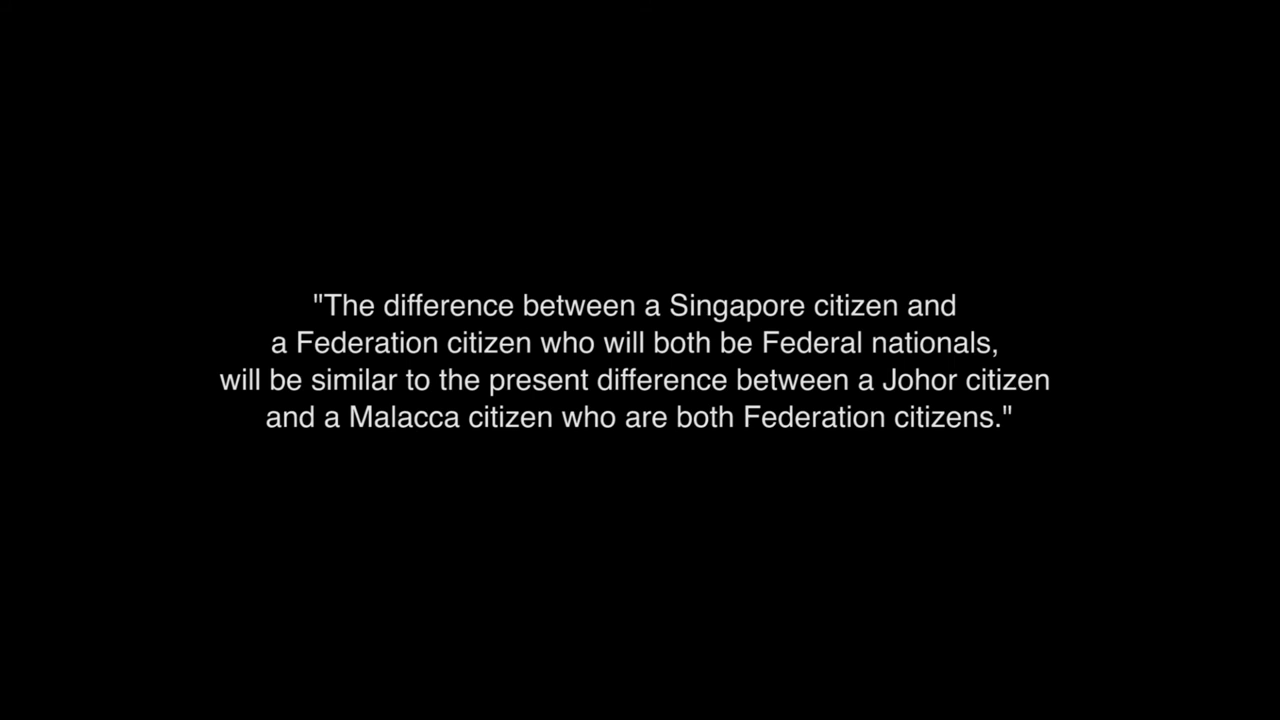 "The difference between a Singapore citizen and
a Federation citizen who will both be Federal nationals,
will be similar to the present difference between a Johor citizen
and a Malacca citizen who are both Federation citizens."